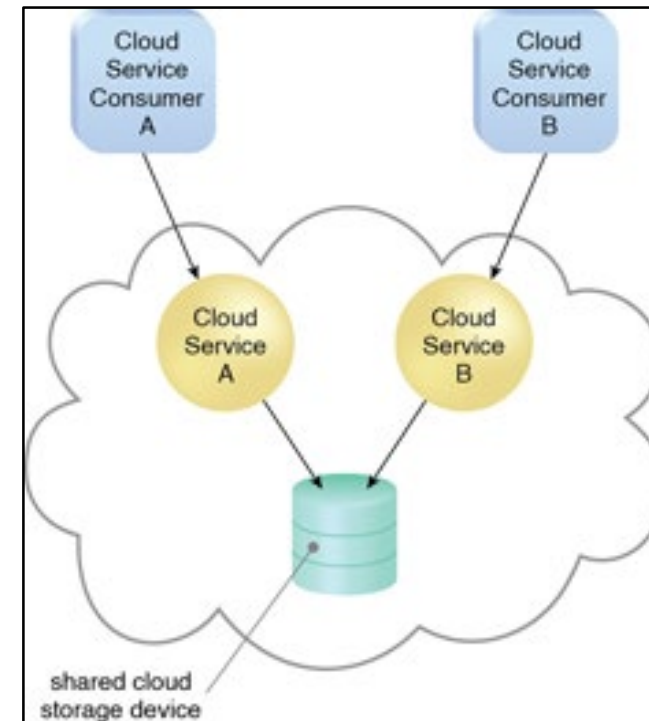 Cloud
Service
Consumer
A
Cloud
Service
Consumer
B
Cloud
Service
A
Cloud
Service
B
shared cloud
storage device